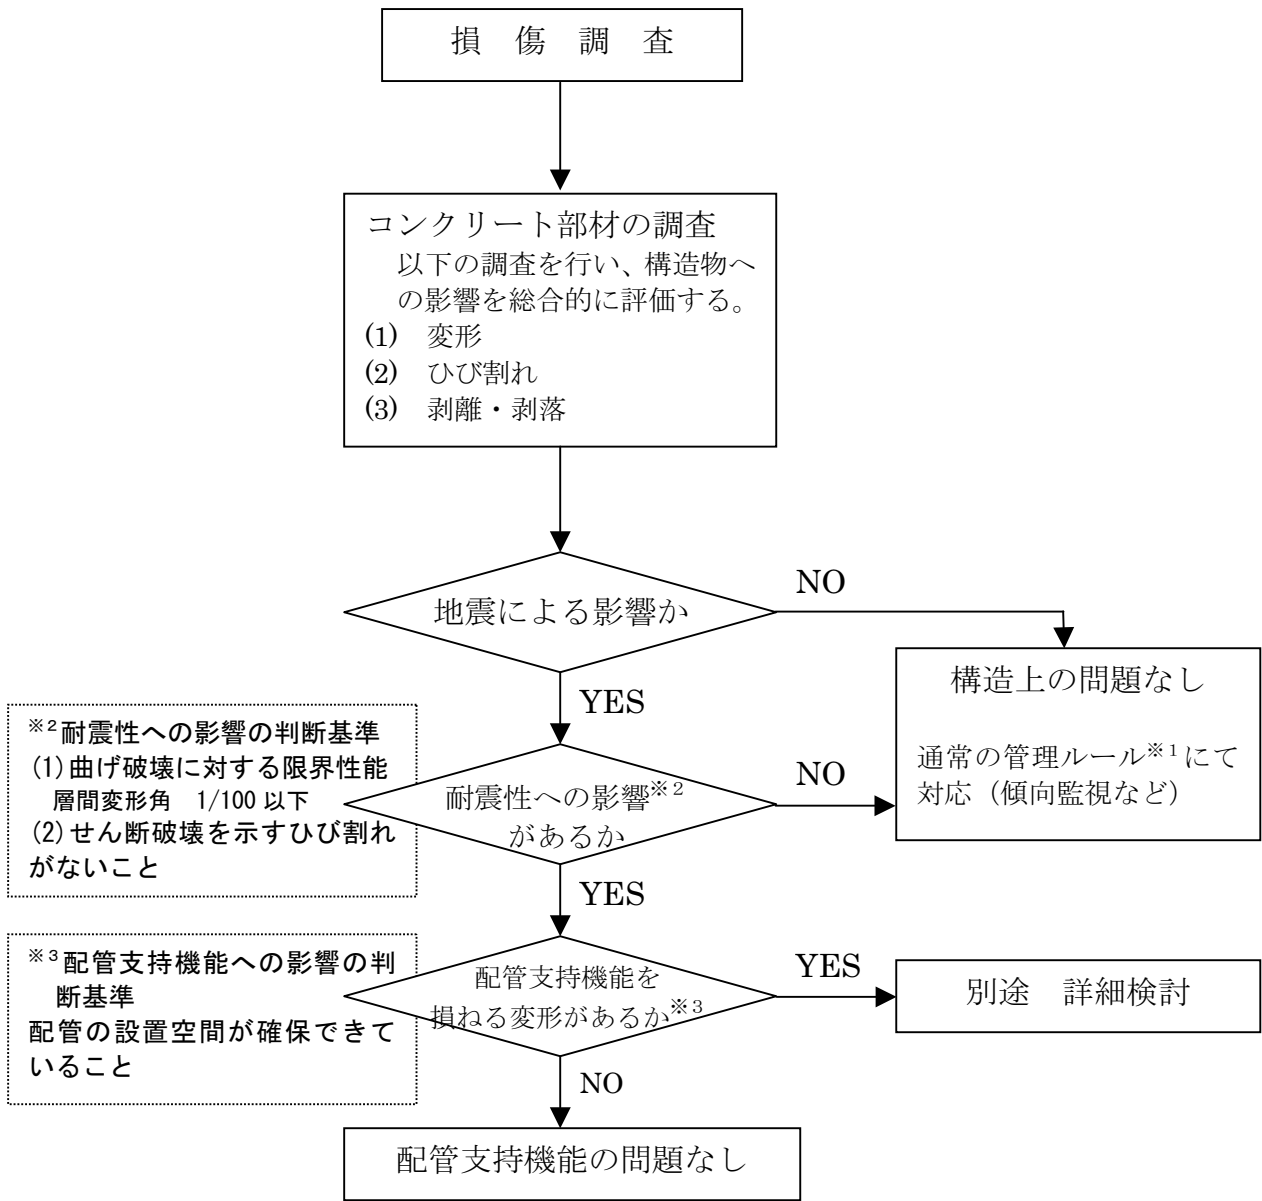 損 傷 調 査
コンクリート部材の調査
以下の調査を行い、構造物へ
の影響を総合的に評価する。
(1) 変形
(2) ひび割れ
(3) 剥離・剥落
地震による影響か
NO
構造上の問題なし
通常の管理ルール※1にて
対応（傾向監視など）
YES
※2耐震性への影響の判断基準
(1)曲げ破壊に対する限界性能
層間変形角 1/100以下
(2)せん断破壊を示すひび割れ
がないこと
耐震性への影響※2
があるか
NO
YES
※3配管支持機能への影響の判
断基準
配管の設置空間が確保できて
いること
配管支持機能を
損ねる変形があるか※3
YES
別途 詳細検討
NO
配管支持機能の問題なし